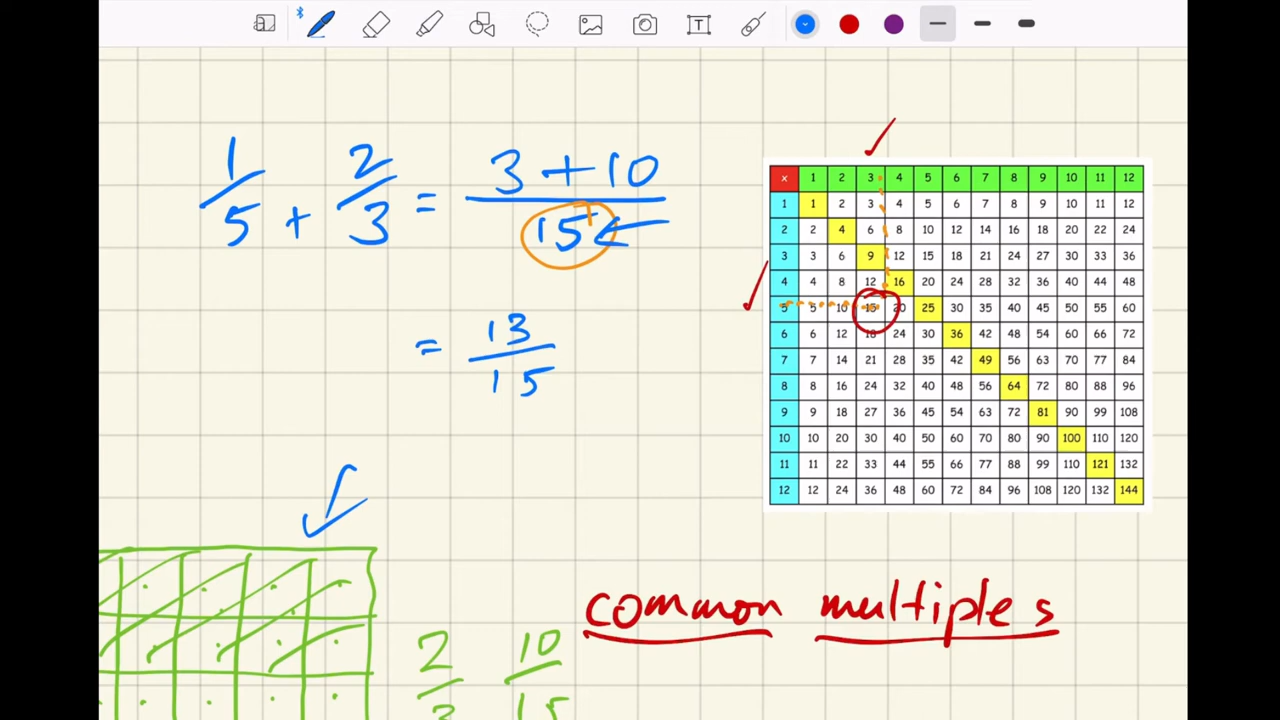 1/5 + 2/3 = 3 + 10/15
= 13/15
x 1 2 3 4 5 6 7 8 9 10 11 12
1 1 2 3 4 5 6 7 8 9 10 11 12
2 2 4 6 8 10 12 14 16 18 20 22 24
3 3 6 9 12 15 18 21 24 27 30 33 36
4 4 8 12 16 20 24 28 32 36 40 44 48
5 5 10 15 20 25 30 35 40 45 50 55 60
6 6 12 18 24 30 36 42 48 54 60 66 72
7 7 14 21 28 35 42 49 56 63 70 77 84
8 8 16 24 32 40 48 56 64 72 80 88 96
9 9 18 27 36 45 54 63 72 81 90 99 108
10 10 20 30 40 50 60 70 80 90 100 110 120
11 11 22 33 44 55 66 77 88 99 110 121 132
12 12 24 36 48 60 72 84 96 108 120 132 144
common multiples
2/3 10/15